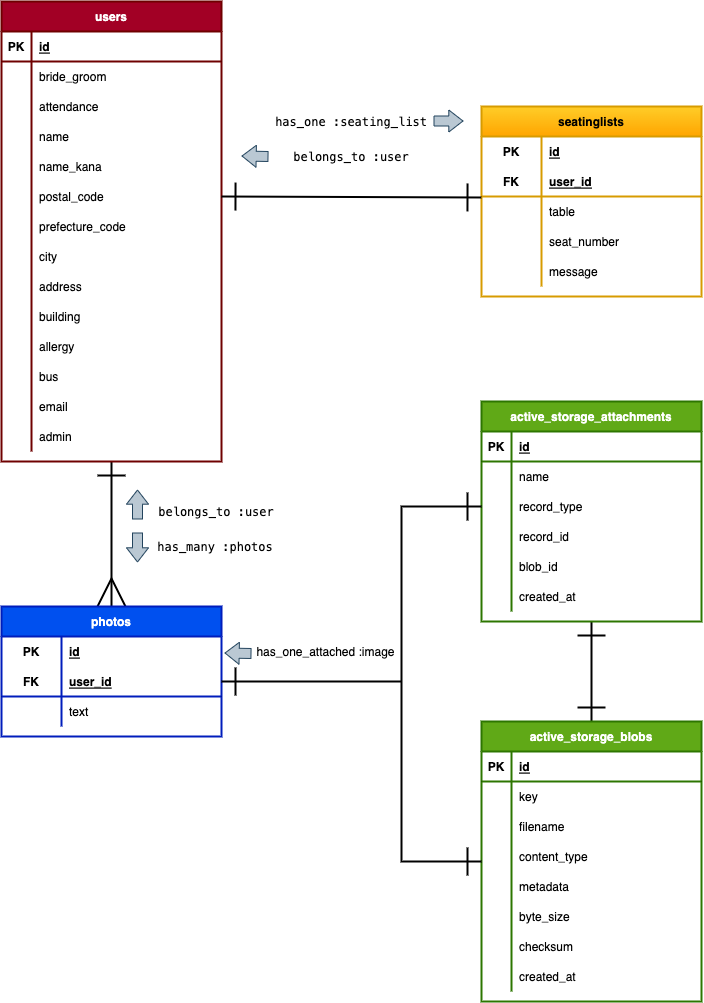 users
PK id
bride_groom
attendance
name
name_kana
postal_code
prefecture_code
city
address
building
allergy
bus
email
admin
has_one :seating_list
belongs_to :user
seatinglists
PK id
FK user_id
table
seat_number
message
belongs_to :user
has_many :photos
photos
PK id
FK user_id
text
has_one_attached :image
active_storage_attachments
PK id
name
record_type
record_id
blob_id
created_at
active_storage_blobs
PK id
key
filename
content_type
metadata
byte_size
checksum
created_at